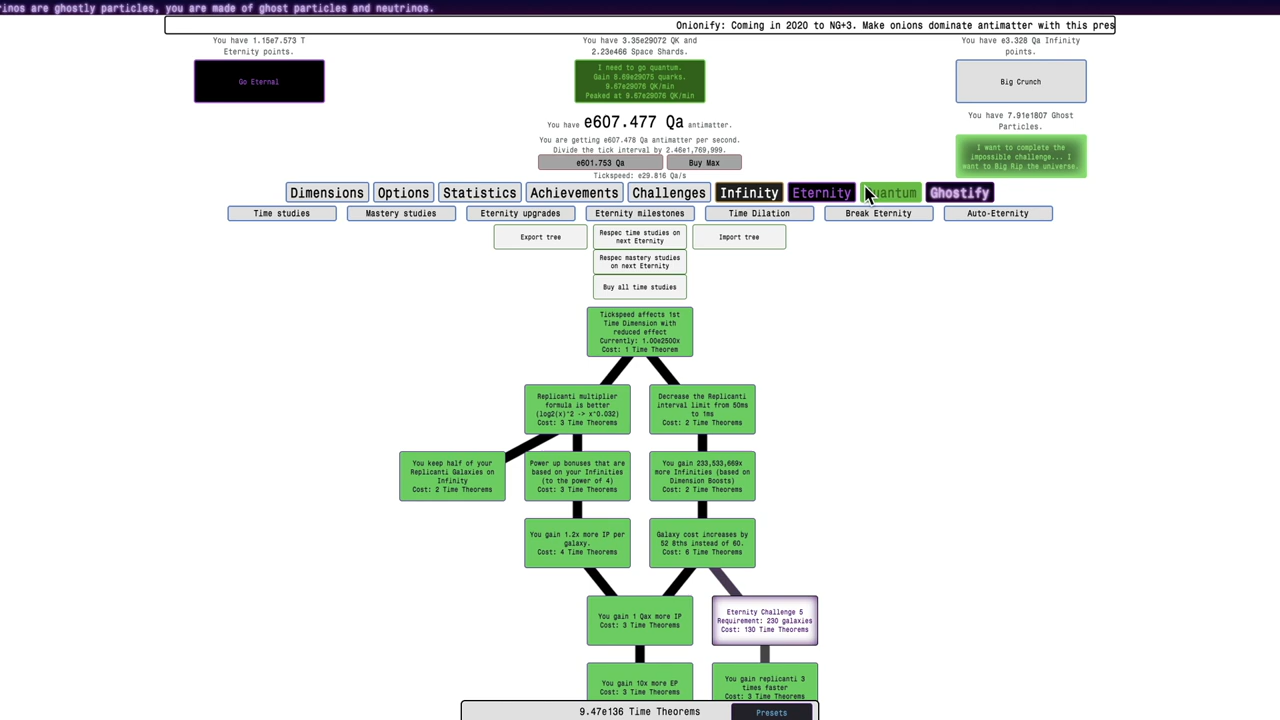 rinos are ghostly particles, you are made of ghost particles and neutrinos.
Onionify: Coming in 2020 to NG+3. Make onions dominate antimatter with this pres
You have 1.15e7.573 T
Eternity points.
Go Eternal
You have 3.35e29072 QK and
2.23e466 Space Shards.
I need to go quantum.
Gain 8.69e29075 quarks.
9.67e29076 QK/min
Peaked at 9.67e29076 QK/min
You have e3.328 Qa Infinity
points.
Big Crunch
You have 7.91e1807 Ghost
Particles.
I want to complete the
impossible challenge... I
want to Big Rip the universe.
You have e607.477 Qa antimatter.
You are getting e607.478 Qa antimatter per second.
Divide the tick interval by 2.46e1,769,999.
e601.753 Qa
Buy Max
Tickspeed: e29.816 Qa/s
Dimensions
Options
Statistics
Achievements
Challenges
Infinity
Eternity
uantum
Ghostify
Time studies
Mastery studies
Eternity upgrades
Eternity milestones
Time Dilation
Break Eternity
Auto-Eternity
Export tree
Respec time studies on
next Eternity
Import tree
Respec mastery studies
on next Eternity
Buy all time studies
Tickspeed affects 1st
Time Dimension with
reduced effect
Currently: 1.00e2500x
Cost: 1 Time Theorem
Replicanti multiplier
formula is better
(log2(x)^2 -> x^0.032)
Cost: 3 Time Theorems
Decrease the Replicanti
interval limit from 50ms
to 1ms
Cost: 2 Time Theorems
You keep half of your
Replicanti Galaxies on
Infinity
Cost: 2 Time Theorems
Power up bonuses that are
based on your Infinities
(to the power of 4)
Cost: 3 Time Theorems
You gain 233,533,669x
more Infinities (based on
Dimension Boosts)
Cost: 2 Time Theorems
You gain 1.2x more IP per
galaxy.
Cost: 4 Time Theorems
Galaxy cost increases by
52 8ths instead of 60.
Cost: 6 Time Theorems
You gain 1 Qax more IP
Cost: 3 Time Theorems
Eternity Challenge 5
Requirement: 230 galaxies
Cost: 130 Time Theorems
You gain 10x more EP
Cost: 3 Time Theorems
You gain replicanti 3
times faster
Cost: 3 Time Theorems
9.47e136 Time Theorems
Presets